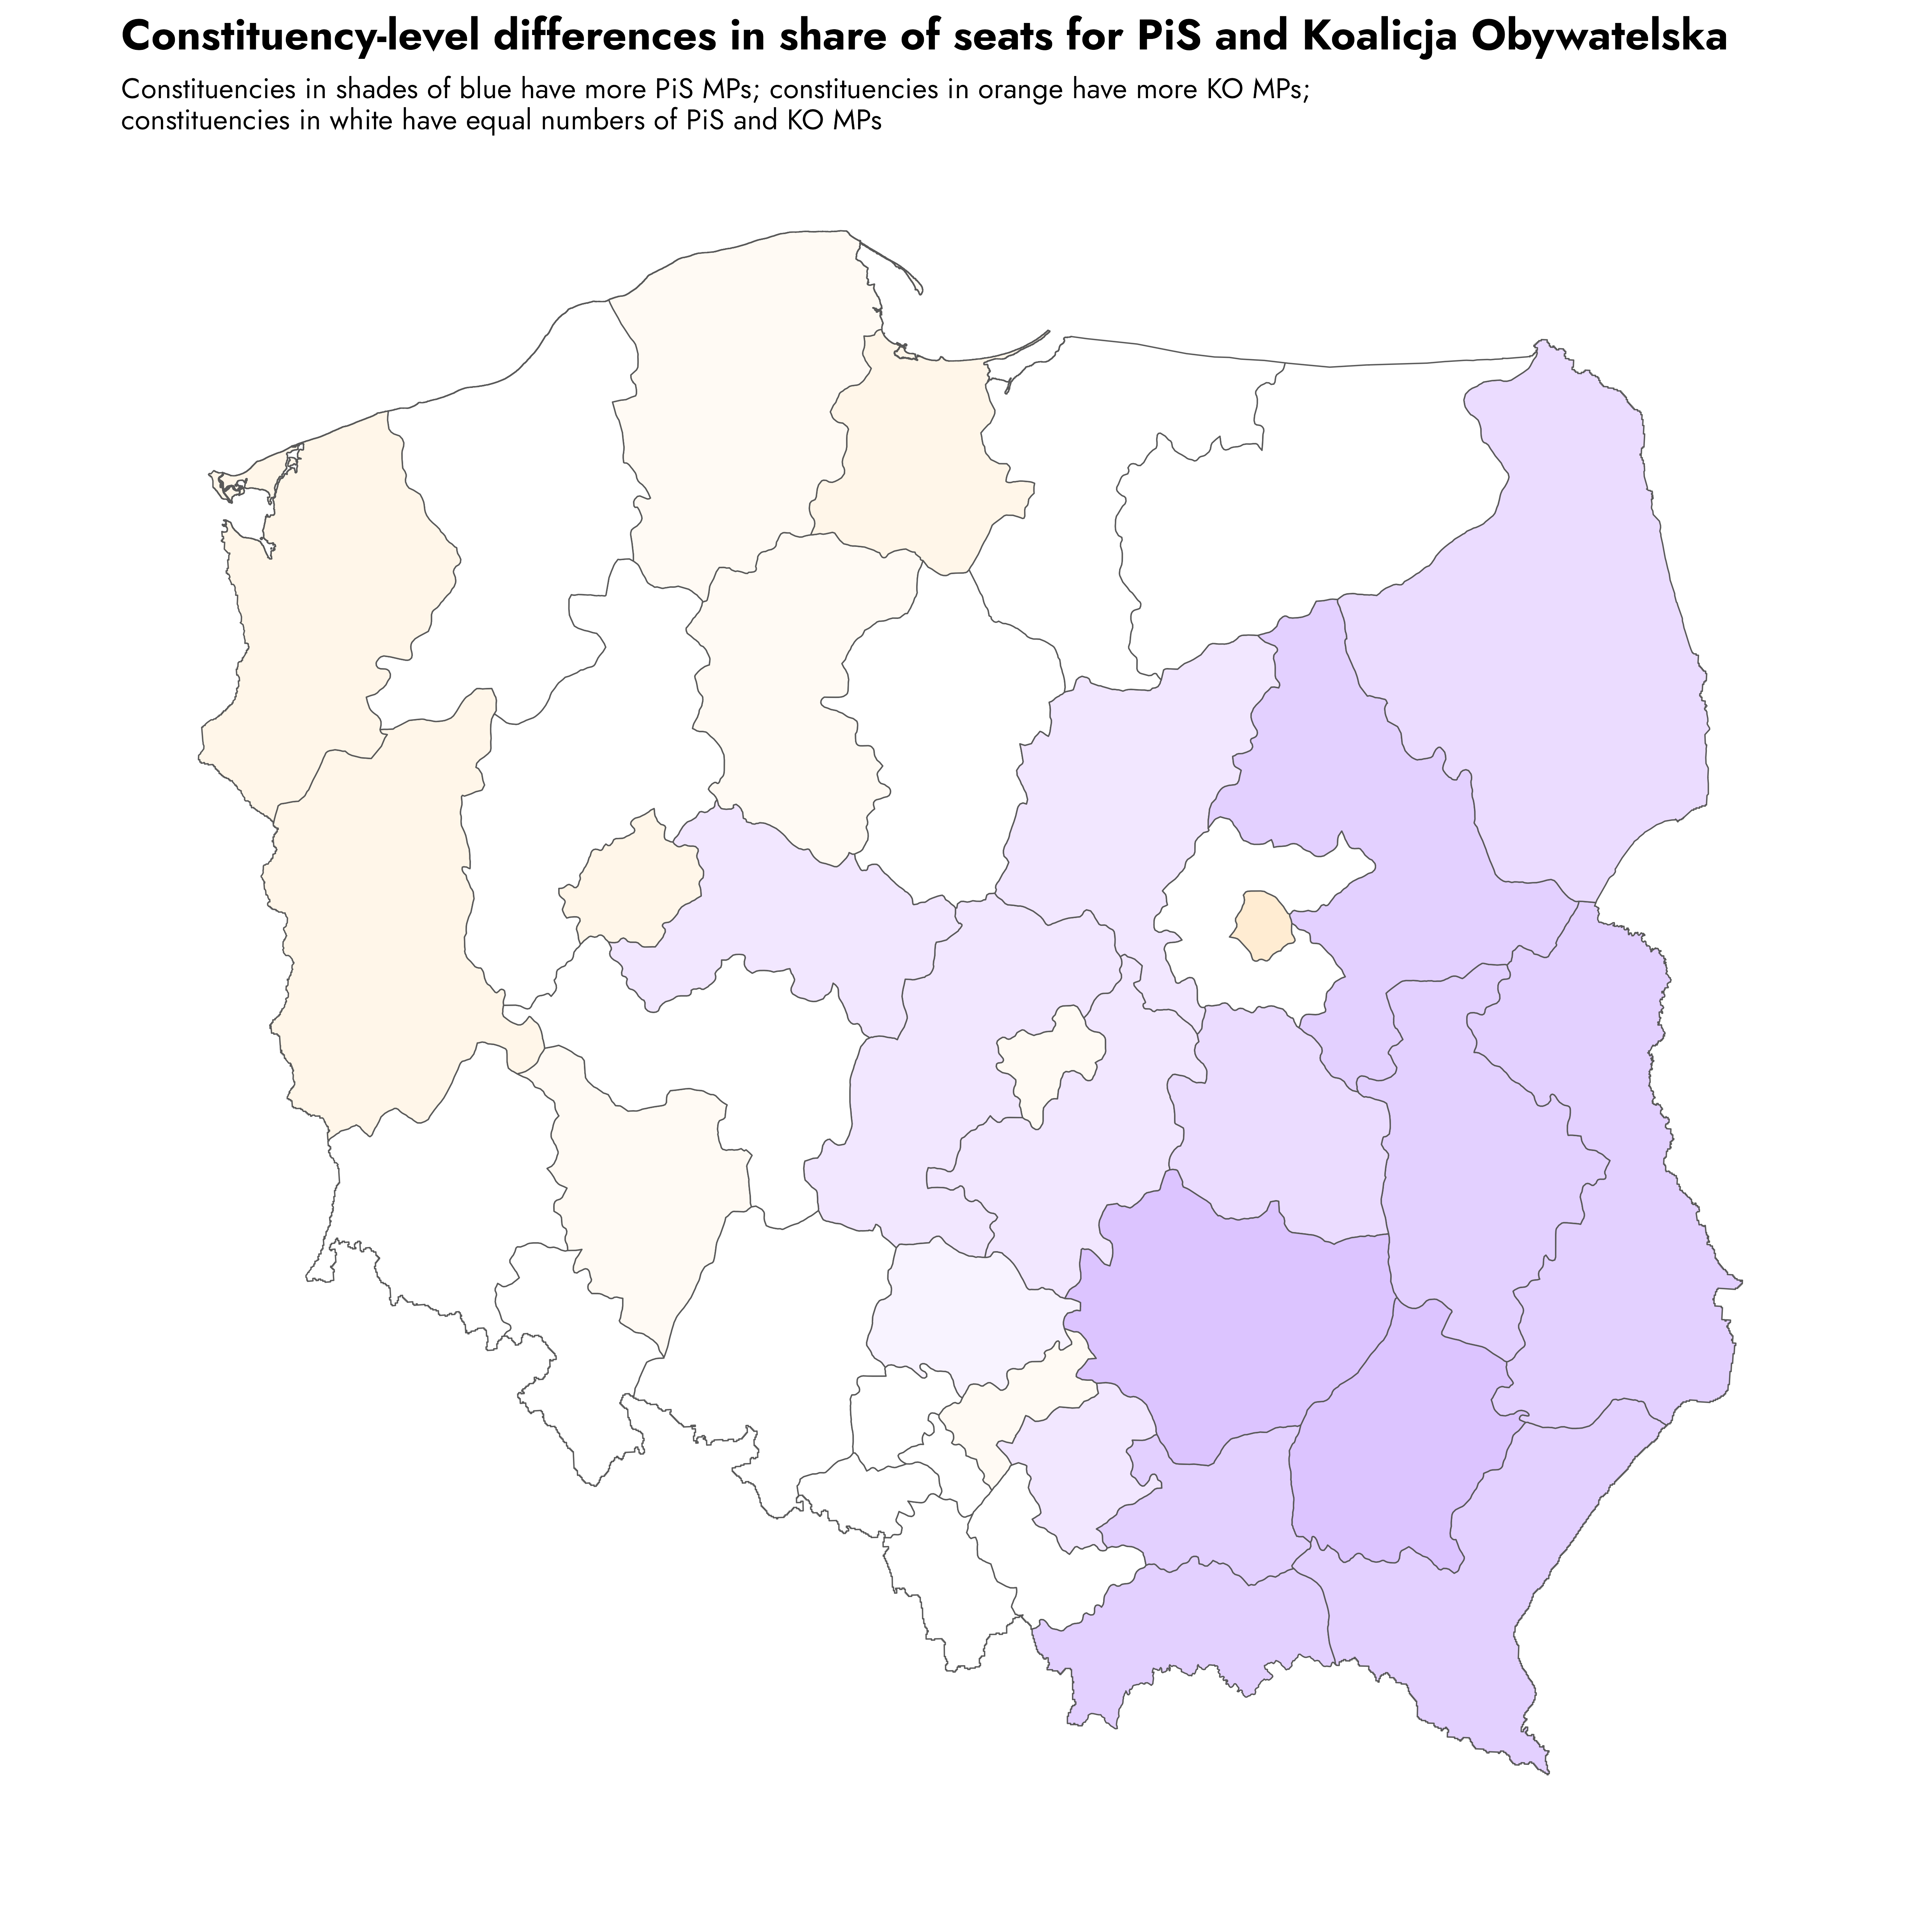 Constituency-level differences in share of seats for PiS and Koalicja Obywatelska
Constituencies in shades of blue have more PiS MPs; constituencies in orange have more KO MPs;
constituencies in white have equal numbers of PiS and KO MPs